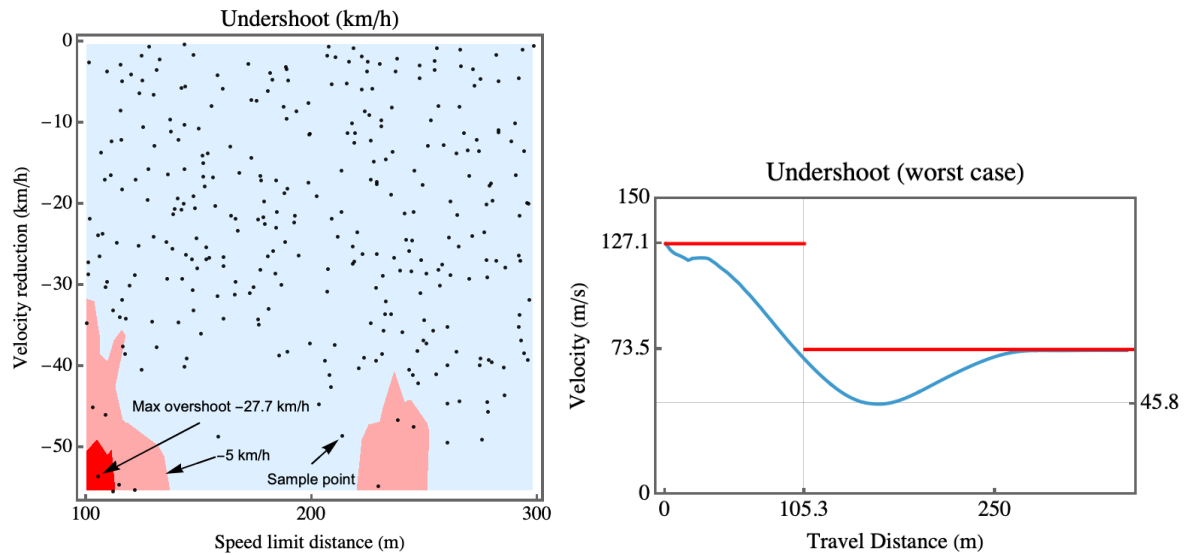 Undershoot (km/h)
0
−10
−20
−30
−40
−50
Velocity reduction (km/h)
Max overshoot −27.7 km/h
−5 km/h
Sample point
100
200
300
Speed limit distance (m)
Undershoot (worst case)
150
127.1
73.5
0
45.8
Velocity (m/s)
0
105.3
250
Travel Distance (m)